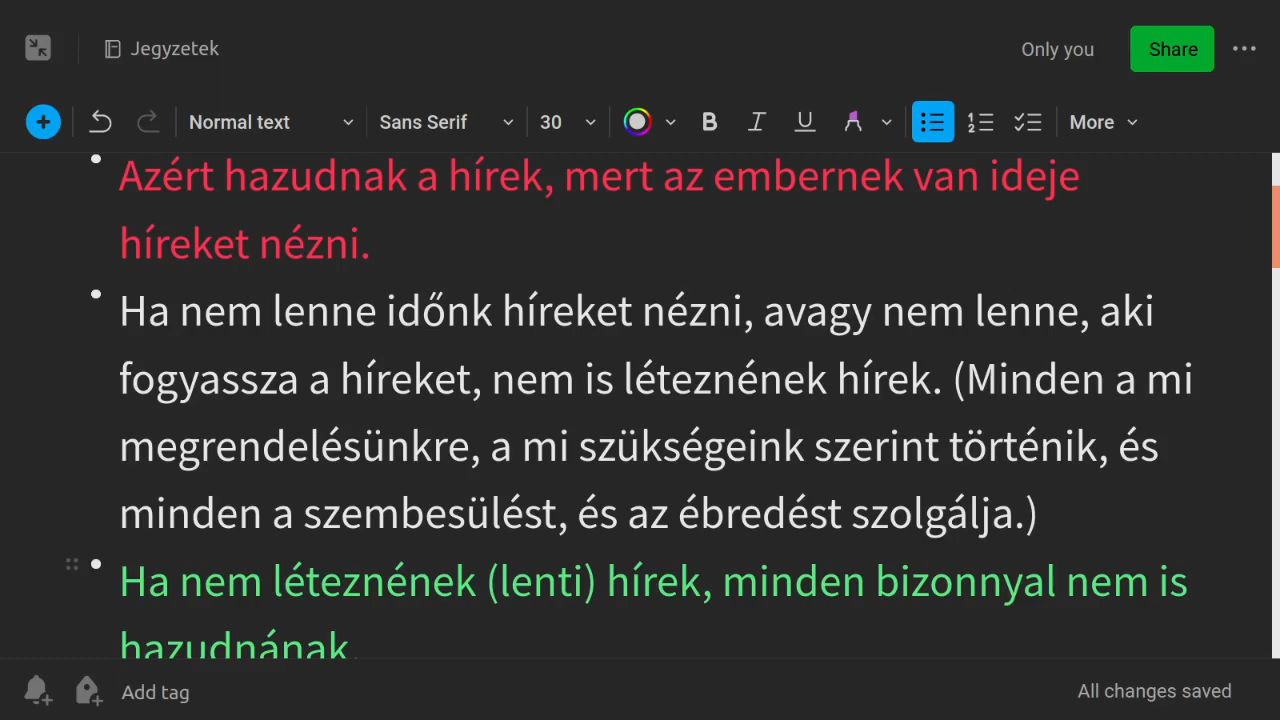 Jegyzetek
Only you
Share
Normal text
Sans Serif
30
B
I
U
More
Azért hazudnak a hírek, mert az embernek van ideje
híreket nézni.
Ha nem lenne időnk híreket nézni, avagy nem lenne, aki
fogyassza a híreket, nem is léteznének hírek. (Minden a mi
megrendelésünkre, a mi szükségeink szerint történik, és
minden a szembesülést, és az ébredést szolgálja.)
Ha nem léteznének (lenti) hírek, minden bizonnyal nem is
hazudnának.
Add tag
All changes saved